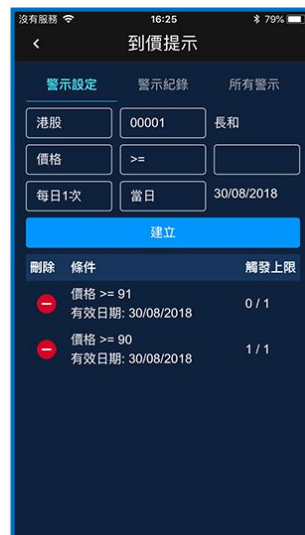 沒有服務 16:25 79%
到價提示
警示設定 警示紀錄 所有警示
港股 00001 長和
價格 >=
每日1次 當日 30/08/2018
建立
刪除 條件 觸發上限
價格 >= 91
有效日期: 30/08/2018 0 / 1
價格 >= 90
有效日期: 30/08/2018 1 / 1